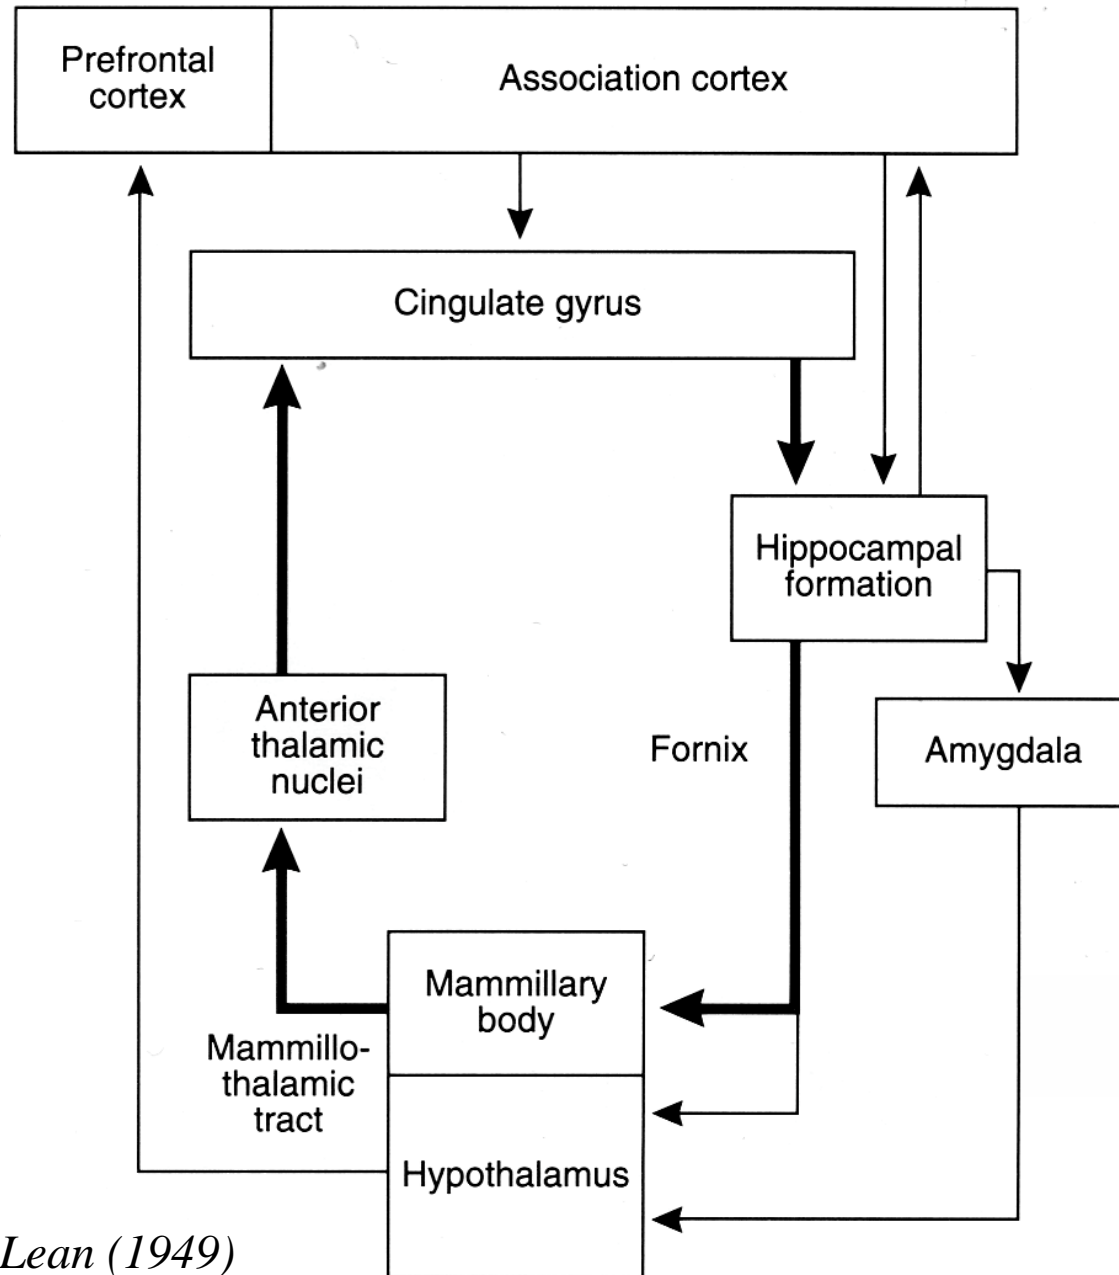 Prefrontal
cortex
Association cortex
Cingulate gyrus
Hippocampal
formation
Anterior
thalamic
nuclei
Fornix
Amygdala
Mammillary
body
Mammillo-
thalamic
tract
Hypothalamus
Lean (1949)